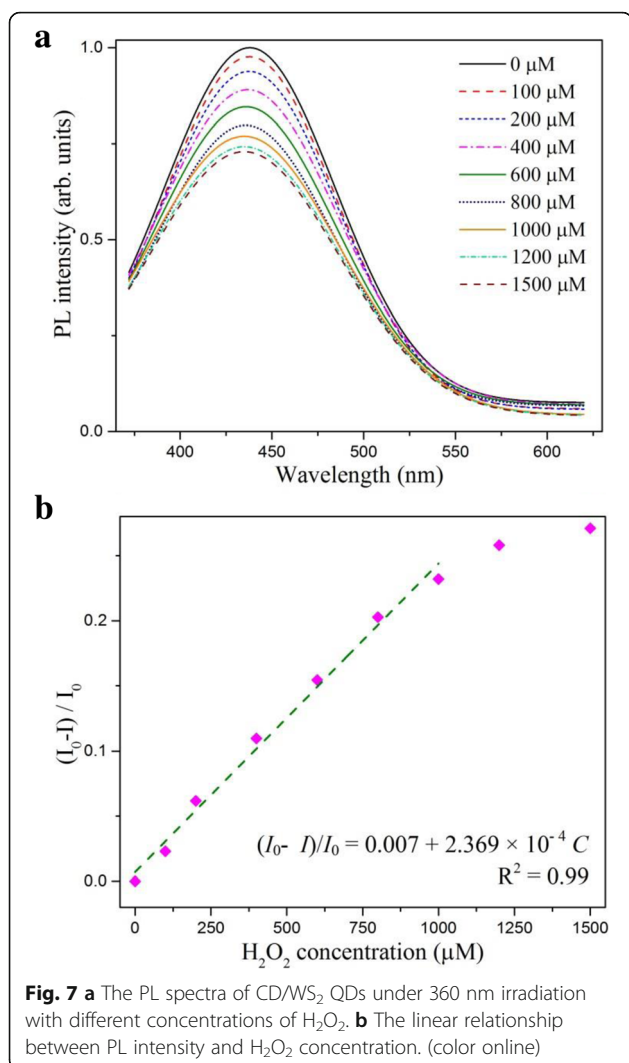 a
1.0
0.5
0.0
PL intensity (arb. units)
0 μM
100 μM
200 μM
400 μM
600 μM
800 μM
1000 μM
1200 μM
1500 μM
400 450 500 550 600
Wavelength (nm)
b
0.2
0.1
0.0
(I₀-I) / I₀
(I₀- I)/I₀ = 0.007 + 2.369 × 10⁻⁴ C
R² = 0.99
0 250 500 750 1000 1250 1500
H₂O₂ concentration (μM)
Fig. 7 a The PL spectra of CD/WS₂ QDs under 360 nm irradiation
with different concentrations of H₂O₂. b The linear relationship
between PL intensity and H₂O₂ concentration. (color online)